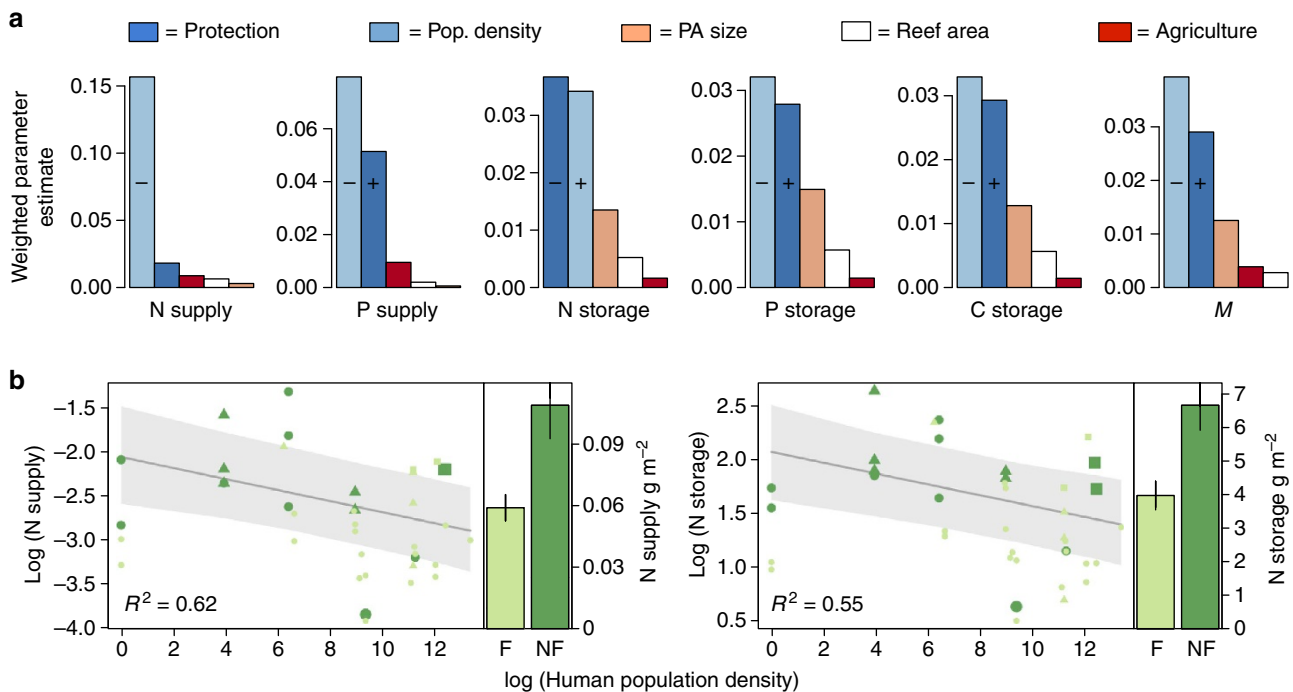 a
= Protection = Pop. density = PA size = Reef area = Agriculture
Weighted parameter
estimate
0.15
0.10
0.05
0.00
−
N supply
0.06
0.04
0.02
0.00
− +
P supply
0.03
0.02
0.01
0.00
− +
N storage
0.03
0.02
0.01
0.00
− +
P storage
0.03
0.02
0.01
0.00
− +
C storage
0.03
0.02
0.01
0.00
− +
M
b
Log (N supply)
−1.5
−2.0
−2.5
−3.0
−3.5
−4.0
R² = 0.62
0 2 4 6 8 10 12
F NF
0.09
0.06
0.03
0
N supply g m⁻²
Log (N storage)
2.5
2.0
1.5
1.0
0.5
R² = 0.55
0 2 4 6 8 10 12
F NF
7
6
5
4
3
2
1
0
N storage g m⁻²
log (Human population density)